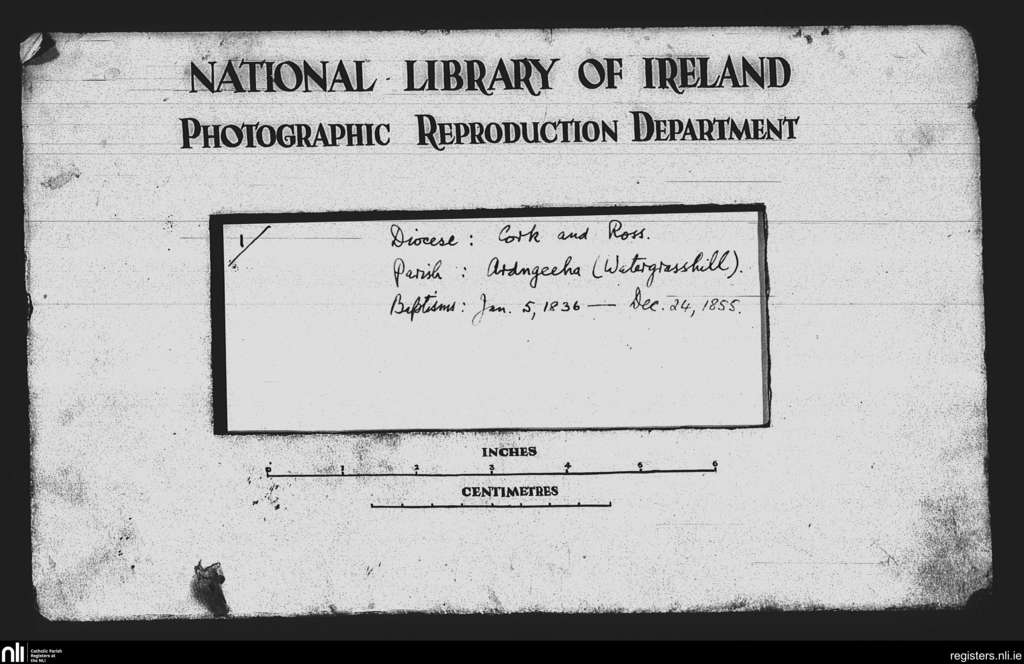 NATIONAL LIBRARY OF IRELAND
PHOTOGRAPHIC REPRODUCTION DEPARTMENT
1/
Diocese : Cork and Ross.
Parish : Ardngeeha (Watergrasshill).
Baptisms : Jan. 5, 1836 — Dec. 24, 1855.
INCHES
0 1 2 3 4 5 6
CENTIMETRES
nli Catholic Parish
Registers at
the NLI
registers.nli.ie